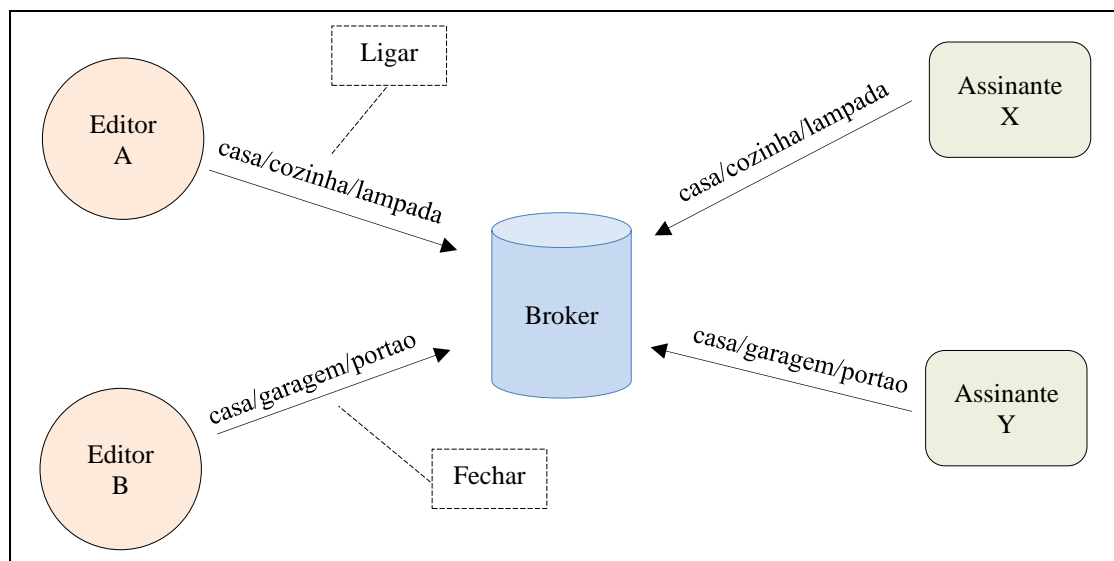 Ligar
Editor
A
casa/cozinha/lampada
casa/cozinha/lampada
Assinante
X
Broker
Editor
B
casa/garagem/portao
Fechar
casa/garagem/portao
Assinante
Y